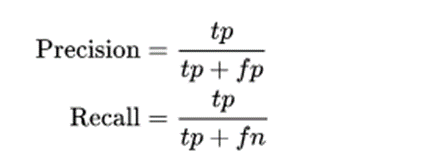 Precision = tp / (tp + fp)
Recall = tp / (tp + fn)